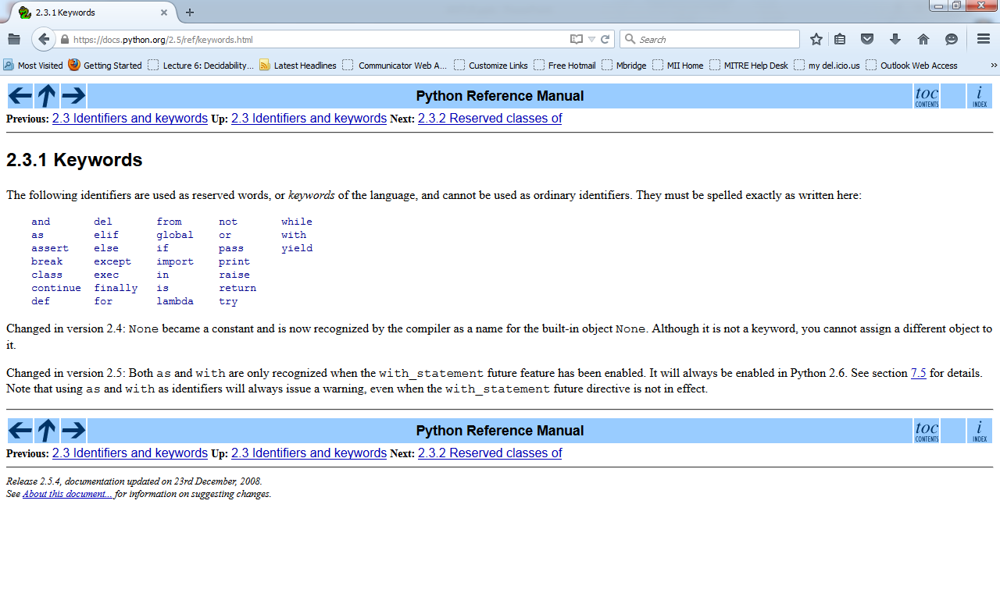 2.3.1 Keywords
https://docs.python.org/2.5/ref/keywords.html
Search
Most Visited Getting Started Lecture 6: Decidability... Latest Headlines Communicator Web A... Customize Links Free Hotmail Mbridge MII Home MITRE Help Desk my del.icio.us Outlook Web Access »
Python Reference Manual toc CONTENTS i INDEX
Previous: 2.3 Identifiers and keywords Up: 2.3 Identifiers and keywords Next: 2.3.2 Reserved classes of
2.3.1 Keywords
The following identifiers are used as reserved words, or keywords of the language, and cannot be used as ordinary identifiers. They must be spelled exactly as written here:
and del from not while
as elif global or with
assert else if pass yield
break except import print
class exec in raise
continue finally is return
def for lambda try
Changed in version 2.4: None became a constant and is now recognized by the compiler as a name for the built-in object None. Although it is not a keyword, you cannot assign a different object to
it.
Changed in version 2.5: Both as and with are only recognized when the with_statement future feature has been enabled. It will always be enabled in Python 2.6. See section 7.5 for details.
Note that using as and with as identifiers will always issue a warning, even when the with_statement future directive is not in effect.
Python Reference Manual toc CONTENTS i INDEX
Previous: 2.3 Identifiers and keywords Up: 2.3 Identifiers and keywords Next: 2.3.2 Reserved classes of
Release 2.5.4, documentation updated on 23rd December, 2008.
See About this document... for information on suggesting changes.